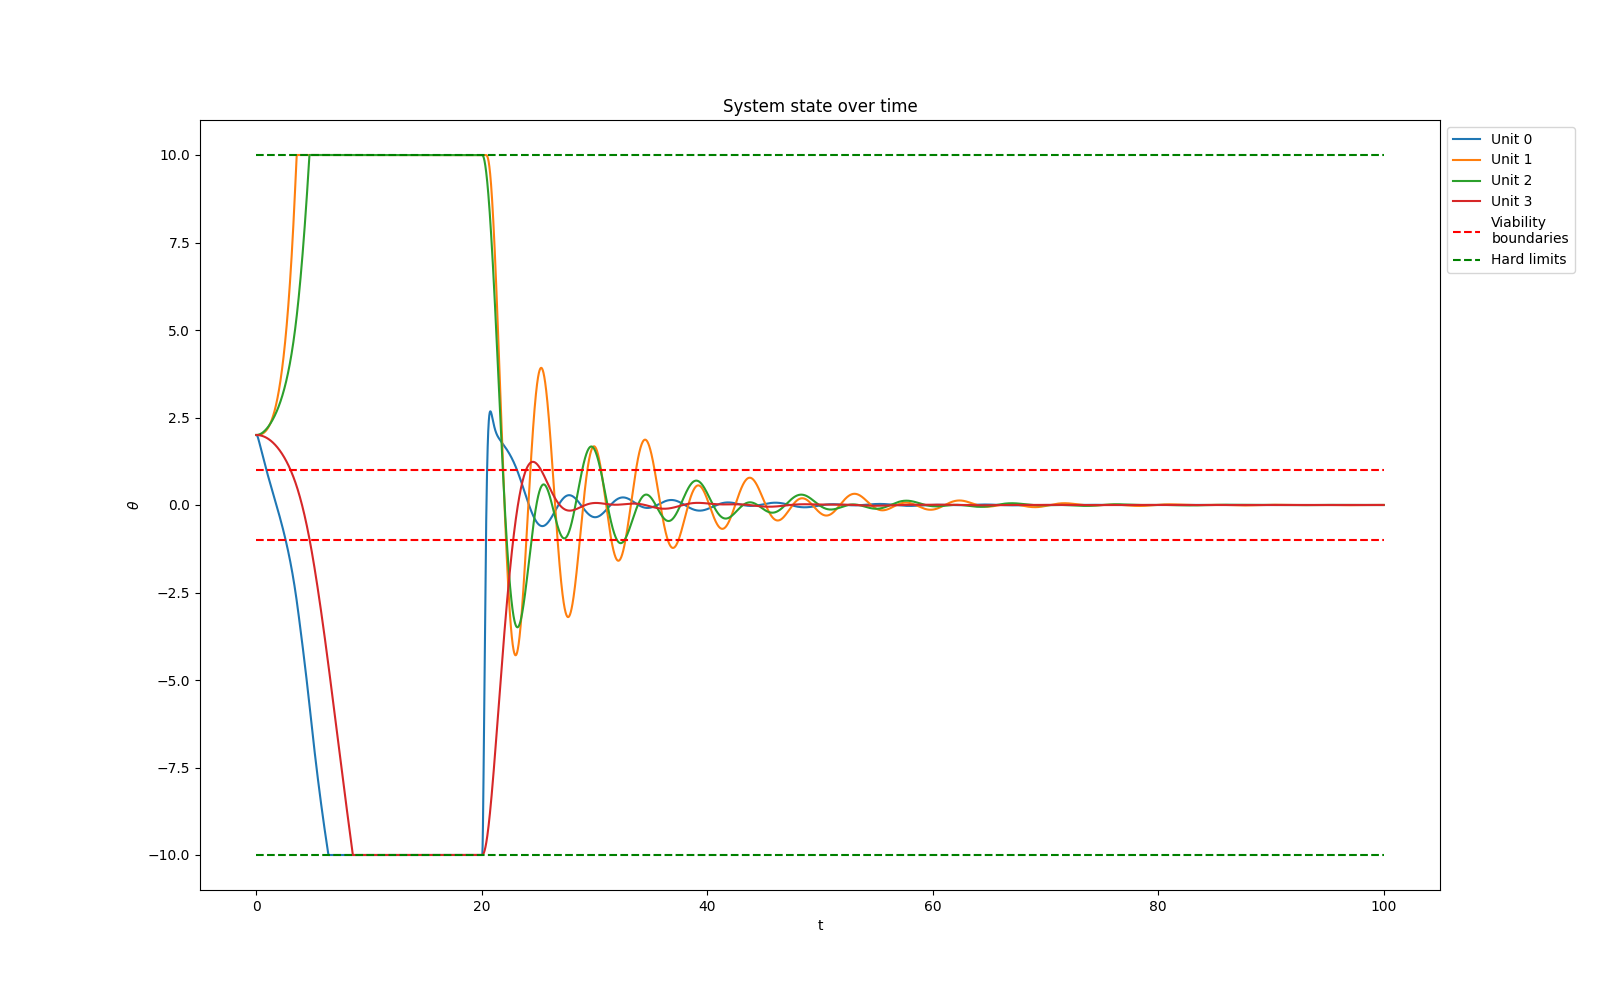 System state over time
10.0
7.5
5.0
2.5
0.0
−2.5
−5.0
−7.5
−10.0
θ
0
20
40
60
80
100
t
Unit 0
Unit 1
Unit 2
Unit 3
Viability
boundaries
Hard limits